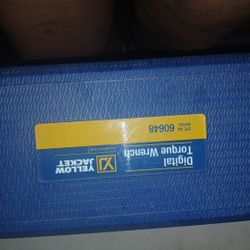 YELLOW
JACKET
Digital
Torque Wrench
60648